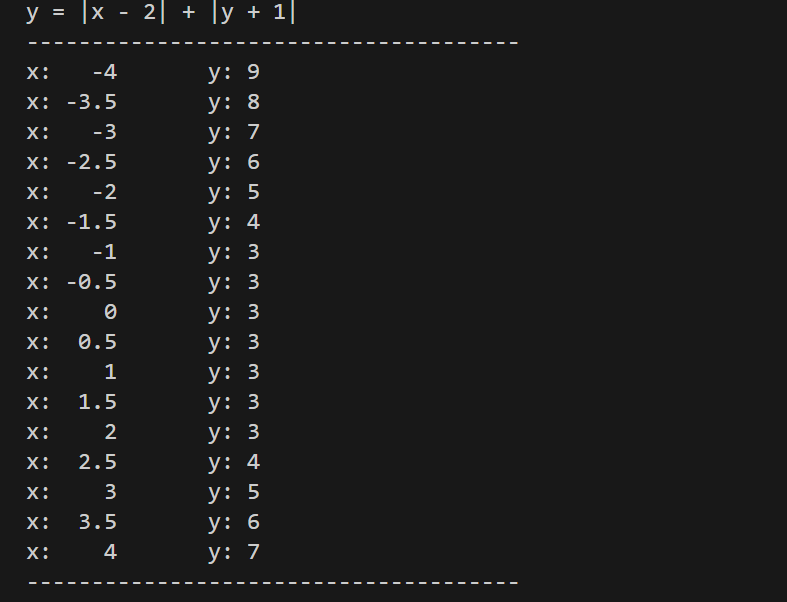 y = |x - 2| + |y + 1|
--------------------------------------
x:   -4       y: 9
x: -3.5       y: 8
x:   -3       y: 7
x: -2.5       y: 6
x:   -2       y: 5
x: -1.5       y: 4
x:   -1       y: 3
x: -0.5       y: 3
x:    0       y: 3
x:  0.5       y: 3
x:    1       y: 3
x:  1.5       y: 3
x:    2       y: 3
x:  2.5       y: 4
x:    3       y: 5
x:  3.5       y: 6
x:    4       y: 7
--------------------------------------